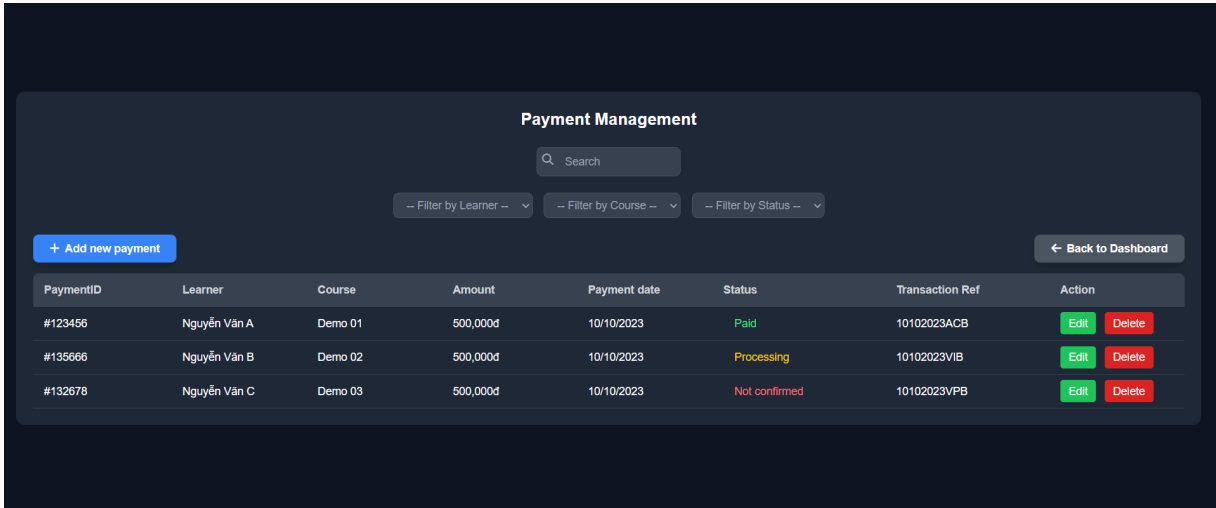 Payment Management
Search
-- Filter by Learner -- -- Filter by Course -- -- Filter by Status --
+ Add new payment ← Back to Dashboard
PaymentID Learner Course Amount Payment date Status Transaction Ref Action
#123456 Nguyễn Văn A Demo 01 500,000đ 10/10/2023 Paid 10102023ACB Edit Delete
#135666 Nguyễn Văn B Demo 02 500,000đ 10/10/2023 Processing 10102023VIB Edit Delete
#132678 Nguyễn Văn C Demo 03 500,000đ 10/10/2023 Not confirmed 10102023VPB Edit Delete